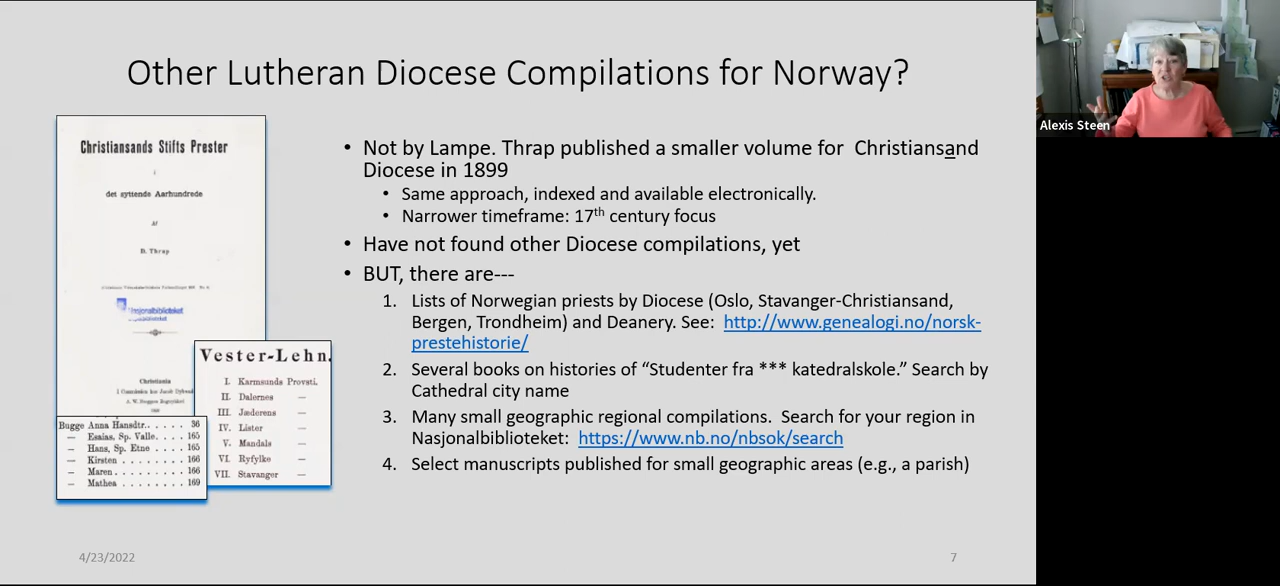 Other Lutheran Diocese Compilations for Norway?
Christiansands Stifts Prester
i
det syttende Aarhundrede
Af
D. Thrap
Christiania
Vester-Lehn.
I. Karmsunds Provsti.
II. Dalernes —
III. Jæderens —
IV. Lister —
V. Mandals —
VI. Ryfylke —
VII. Stavanger —
Bugge Anna Hansdtr. . . . . . 36
— Esaias, Sp. Valle. . . . 165
— Hans, Sp. Etne . . . . 165
— Kirsten . . . . . . . . 166
— Maren . . . . . . . . . 166
— Mathea . . . . . . . . 169
• Not by Lampe. Thrap published a smaller volume for Christiansand
Diocese in 1899
• Same approach, indexed and available electronically.
• Narrower timeframe: 17th century focus
• Have not found other Diocese compilations, yet
• BUT, there are---
1. Lists of Norwegian priests by Diocese (Oslo, Stavanger-Christiansand,
Bergen, Trondheim) and Deanery. See: http://www.genealogi.no/norsk-
prestehistorie/
2. Several books on histories of “Studenter fra *** katedralskole.” Search by
Cathedral city name
3. Many small geographic regional compilations. Search for your region in
Nasjonalbiblioteket: https://www.nb.no/nbsok/search
4. Select manuscripts published for small geographic areas (e.g., a parish)
4/23/2022
7
Alexis Steen